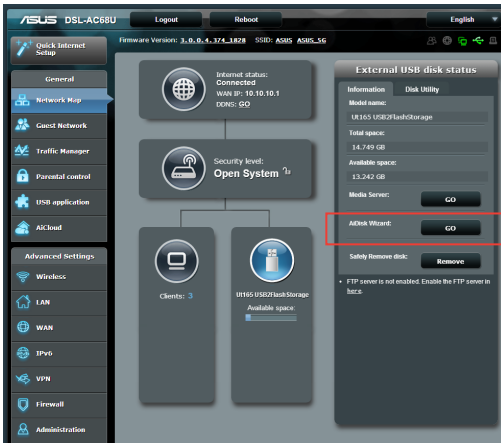 ASUS DSL-AC68U Logout Reboot English
Quick Internet
Setup
Firmware Version: 3.0.0.4.374_1828 SSID: ASUS ASUS_5G
General
Network Map
Guest Network
Traffic Manager
Parental control
USB application
AiCloud
Advanced Settings
Wireless
LAN
WAN
IPv6
VPN
Firewall
Administration
Internet status:
Connected
WAN IP: 10.10.10.1
DDNS: GO
Security level:
Open System
Clients: 3
Ut165 USB2FlashStorage
Available space:
External USB disk status
Information Disk Utility
Model name:
Ut165 USB2FlashStorage
Total space:
14.749 GB
Available space:
13.242 GB
Media Server: GO
AiDisk Wizard: GO
Safely Remove disk: Remove
• FTP server is not enabled. Enable the FTP server in
here.